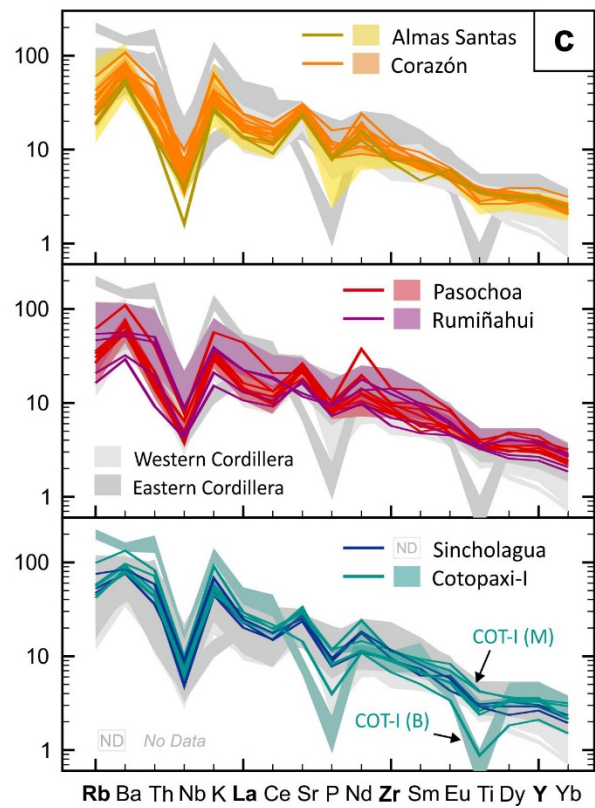 C
100
10
1
Almas Santas
Corazón
100
10
1
Pasochoa
Rumiñahui
Western Cordillera
Eastern Cordillera
100
10
1
ND Sincholagua
Cotopaxi-I
COT-I (M)
COT-I (B)
ND No Data
Rb Ba Th Nb K La Ce Sr P Nd Zr Sm Eu Ti Dy Y Yb